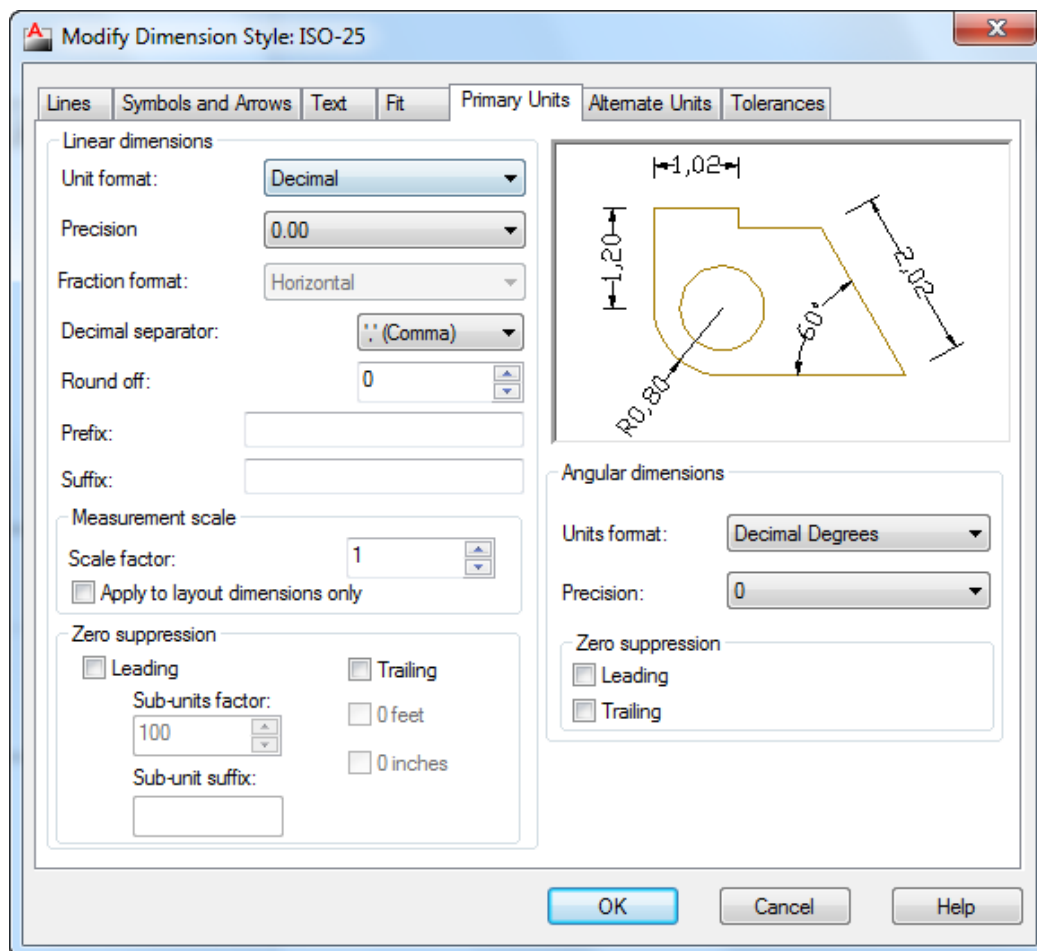 Modify Dimension Style: ISO-25
Lines Symbols and Arrows Text Fit Primary Units Alternate Units Tolerances
Linear dimensions
Unit format: Decimal
Precision 0.00
Fraction format: Horizontal
Decimal separator: ',' (Comma)
Round off: 0
Prefix:
Suffix:
Measurement scale
Scale factor: 1
Apply to layout dimensions only
Zero suppression
Leading Trailing
Sub-units factor: 0 feet
100
0 inches
Sub-unit suffix:
1,02
1,20
2,02
60°
R0,80
Angular dimensions
Units format: Decimal Degrees
Precision: 0
Zero suppression
Leading
Trailing
OK Cancel Help